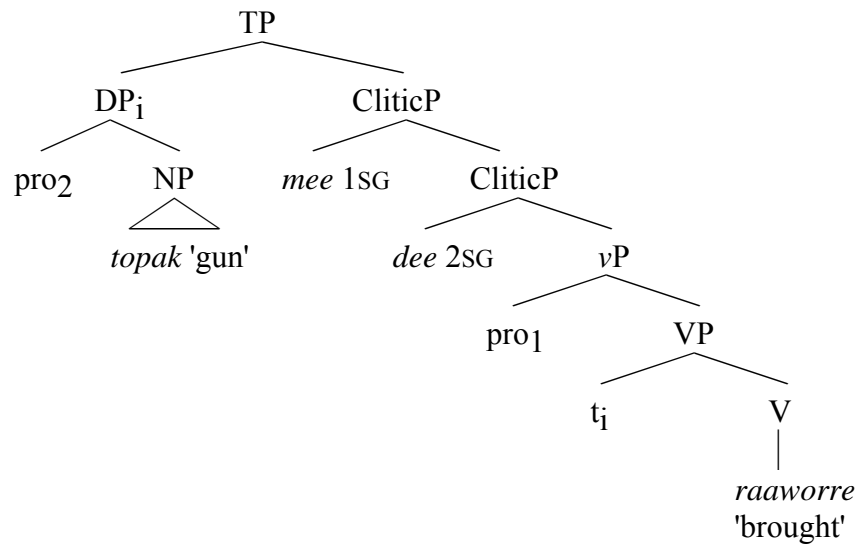 TP
DPi CliticP
pro2 NP mee 1SG CliticP
topak 'gun' dee 2SG vP
pro1 VP
ti V
raaworre
'brought'